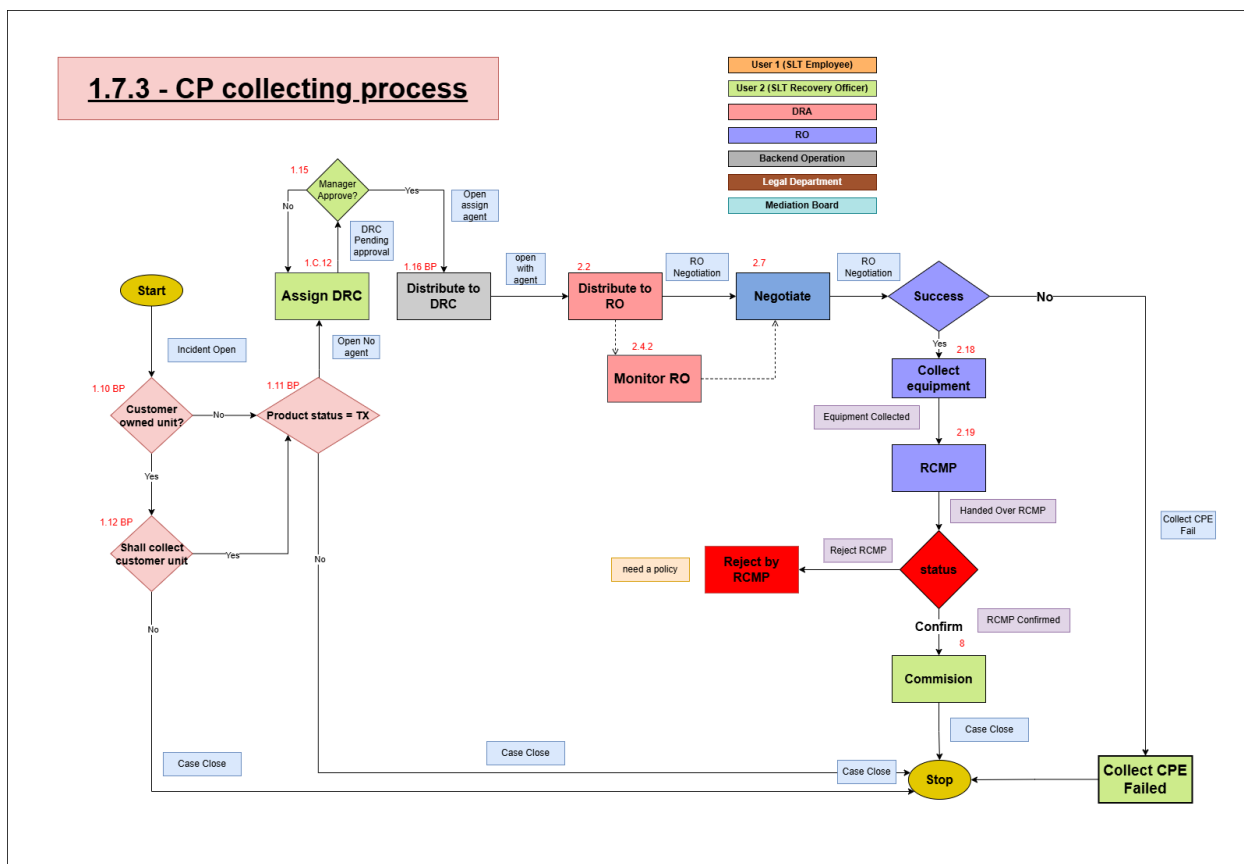 1.7.3 - CP collecting process
User 1 (SLT Employee)
User 2 (SLT Recovery Officer)
DRA
RO
Backend Operation
Legal Department
Mediation Board
1.15
Manager
Approve?
No
Yes
Open
assign
agent
DRC
Pending
approval
1.C.12
Assign DRC
1.16 BP
Distribute to
DRC
open
with
agent
2.2
Distribute to
RO
RO
Negotiation
2.7
Negotiate
RO
Negotiation
Success
No
Yes
Start
Incident Open
Open No
agent
2.4.2
Monitor RO
2.18
Collect
equipment
1.10 BP
Customer
owned unit?
No
1.11 BP
Product status = TX
Equipment Collected
2.19
RCMP
Yes
1.12 BP
Shall collect
customer unit
Yes
No
Handed Over RCMP
Collect CPE
Fail
Reject RCMP
need a policy
Reject by
RCMP
status
No
Confirm
RCMP Confirmed
8
Commision
Case Close
Case Close
Case Close
Case Close
Stop
Collect CPE
Failed